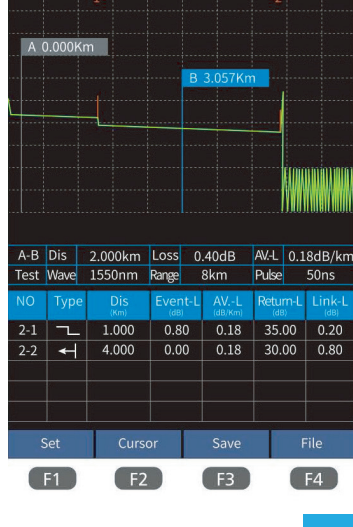 A 0.000Km
B 3.057Km
A-B Dis 2.000km Loss 0.40dB AV-L 0.18dB/km
Test Wave 1550nm Range 8km Pulse 50ns
NO Type Dis (Km) Event-L (dB) AV.-L (dB/Km) Return-L (dB) Link-L (dB)
2-1 1.000 0.80 0.18 35.00 0.20
2-2 4.000 0.00 0.18 30.00 0.80
Set Cursor Save File
F1 F2 F3 F4